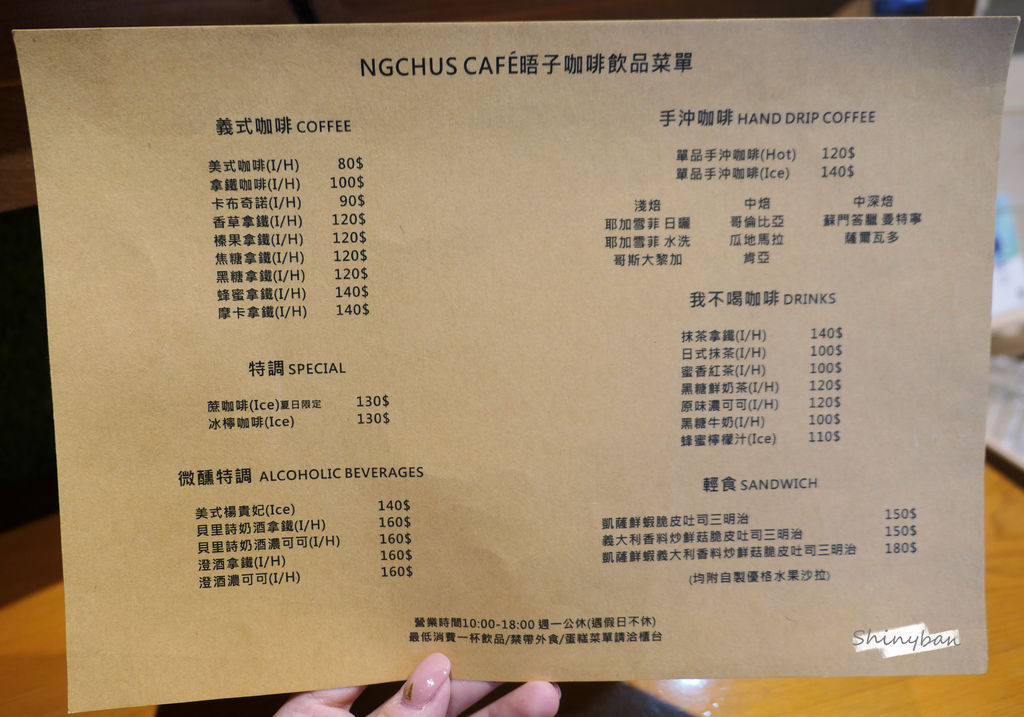 NGCHUS CAFÉ晤子咖啡飲品菜單
義式咖啡 COFFEE
美式咖啡(I/H) 80$
拿鐵咖啡(I/H) 100$
卡布奇諾(I/H) 90$
香草拿鐵(I/H) 120$
榛果拿鐵(I/H) 120$
焦糖拿鐵(I/H) 120$
黑糖拿鐵(I/H) 120$
蜂蜜拿鐵(I/H) 140$
摩卡拿鐵(I/H) 140$
特調 SPECIAL
蔗咖啡(Ice)夏日限定 130$
冰檸咖啡(Ice) 130$
微醺特調 ALCOHOLIC BEVERAGES
美式楊貴妃(Ice) 140$
貝里詩奶酒拿鐵(I/H) 160$
貝里詩奶酒濃可可(I/H) 160$
澄酒拿鐵(I/H) 160$
澄酒濃可可(I/H) 160$
手沖咖啡 HAND DRIP COFFEE
單品手沖咖啡(Hot) 120$
單品手沖咖啡(Ice) 140$
淺焙 中焙 中深焙
耶加雪菲 日曬 哥倫比亞 蘇門答臘 曼特寧
耶加雪菲 水洗 瓜地馬拉 薩爾瓦多
哥斯大黎加 肯亞
我不喝咖啡 DRINKS
抹茶拿鐵(I/H) 140$
日式抹茶(I/H) 100$
蜜香紅茶(I/H) 100$
黑糖鮮奶茶(I/H) 120$
原味濃可可(I/H) 120$
黑糖牛奶(I/H) 100$
蜂蜜檸檬汁(Ice) 110$
輕食 SANDWICH
凱薩鮮蝦脆皮吐司三明治 150$
義大利香料炒鮮菇脆皮吐司三明治 150$
凱薩鮮蝦義大利香料炒鮮菇脆皮吐司三明治 180$
(均附自製優格水果沙拉)
營業時間10:00-18:00 週一公休(遇假日不休)
最低消費一杯飲品/禁帶外食/蛋糕菜單請洽櫃台
Shinyban